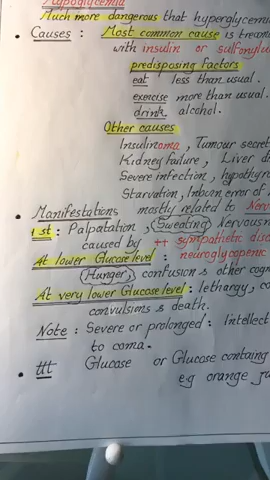 Hypoglycemia
Much more dangerous that hyperglycemi
Causes : Most common cause is treatm
with insulin or sulfonylu
predisposing factors
eat less than usual.
exercise more than usual.
drink alcohol.
Other causes
Insulinoma, Tumour secret
Kidney failure, Liver di
Severe infection, hypothyro
Starvation, Inborn error of
Manifestations mostly related to Nerv
1st : Palpatation, Sweating, Nervousn
caused by ++ sympathetic disc
At lower Glucose level : neuroglycopenic
Hunger, confusion & other cog
At very lower Glucose level : lethargy, co
convulsions & death.
Note : Severe or prolonged : Intellect
to coma.
ttt Glucose or Glucose containg
e.g orange ju